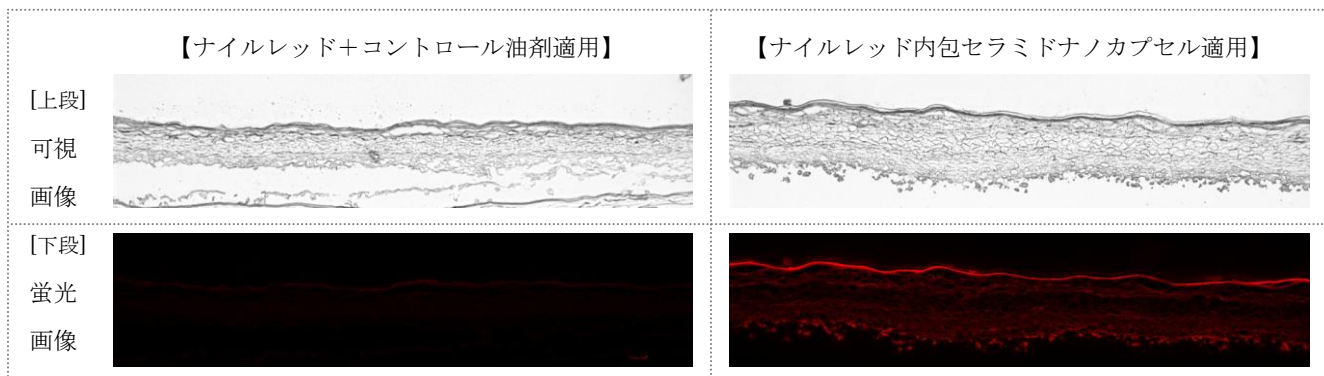 【ナイルレッド＋コントロール油剤適用】
【ナイルレッド内包セラミドナノカプセル適用】
[上段]
可視
画像
[下段]
蛍光
画像